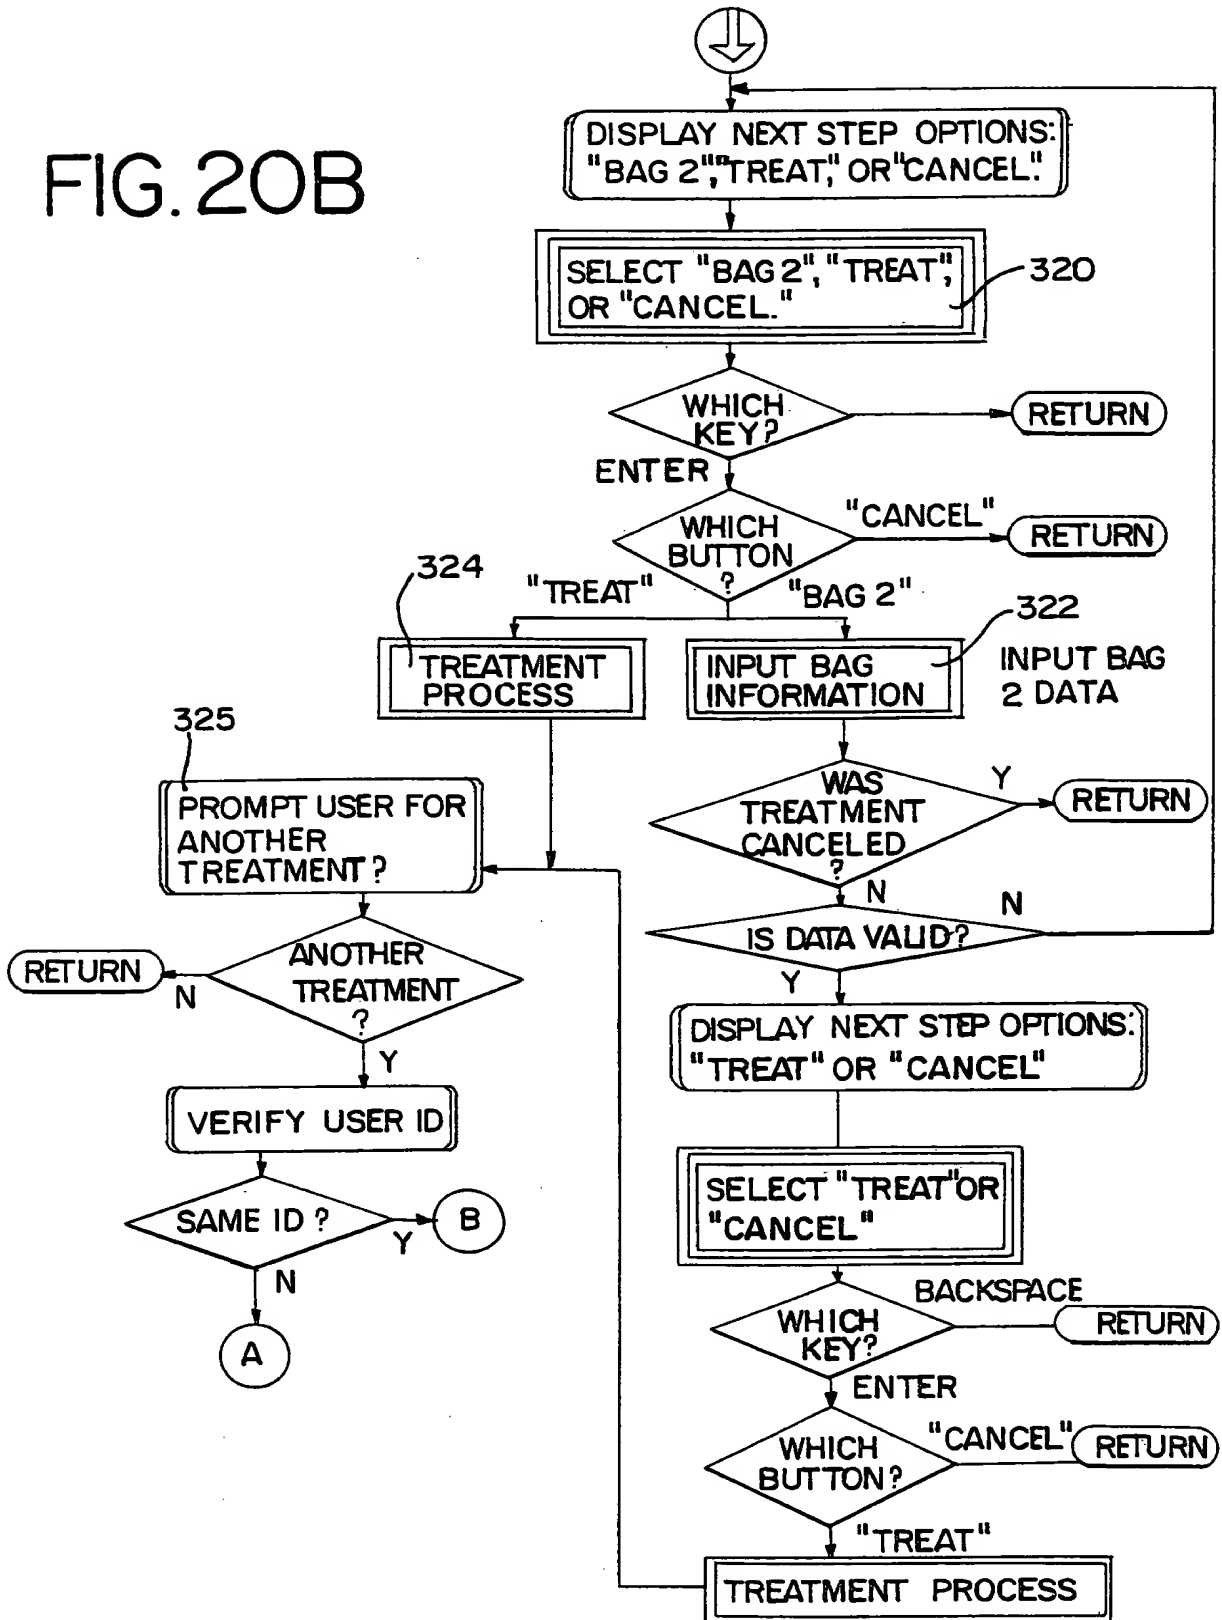 FIG. 20B
DISPLAY NEXT STEP OPTIONS:
"BAG 2","TREAT," OR "CANCEL."
SELECT "BAG 2", "TREAT",
OR "CANCEL."
320
WHICH
KEY?
RETURN
ENTER
WHICH
BUTTON
?
"CANCEL"
RETURN
324
"TREAT"
"BAG 2"
322
TREATMENT
PROCESS
INPUT BAG
INFORMATION
INPUT BAG
2 DATA
325
PROMPT USER FOR
ANOTHER
TREATMENT?
WAS
TREATMENT
CANCELED
?
Y
RETURN
N
IS DATA VALID?
N
Y
ANOTHER
TREATMENT
?
RETURN
N
Y
DISPLAY NEXT STEP OPTIONS:
"TREAT" OR "CANCEL"
VERIFY USER ID
SAME ID?
Y
B
N
A
SELECT "TREAT" OR
"CANCEL"
WHICH
KEY?
BACKSPACE
RETURN
ENTER
WHICH
BUTTON?
"CANCEL"
RETURN
"TREAT"
TREATMENT PROCESS